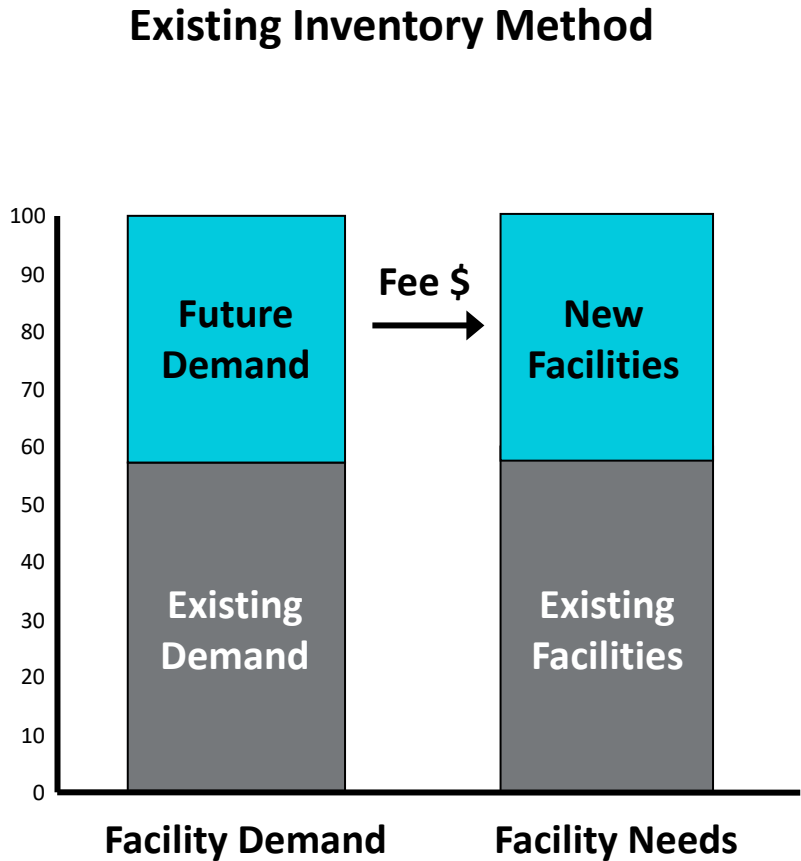 Existing Inventory Method
100
90
80
70
60
50
40
30
20
10
0
Future
Demand
Existing
Demand
Fee $
New
Facilities
Existing
Facilities
Facility Demand
Facility Needs